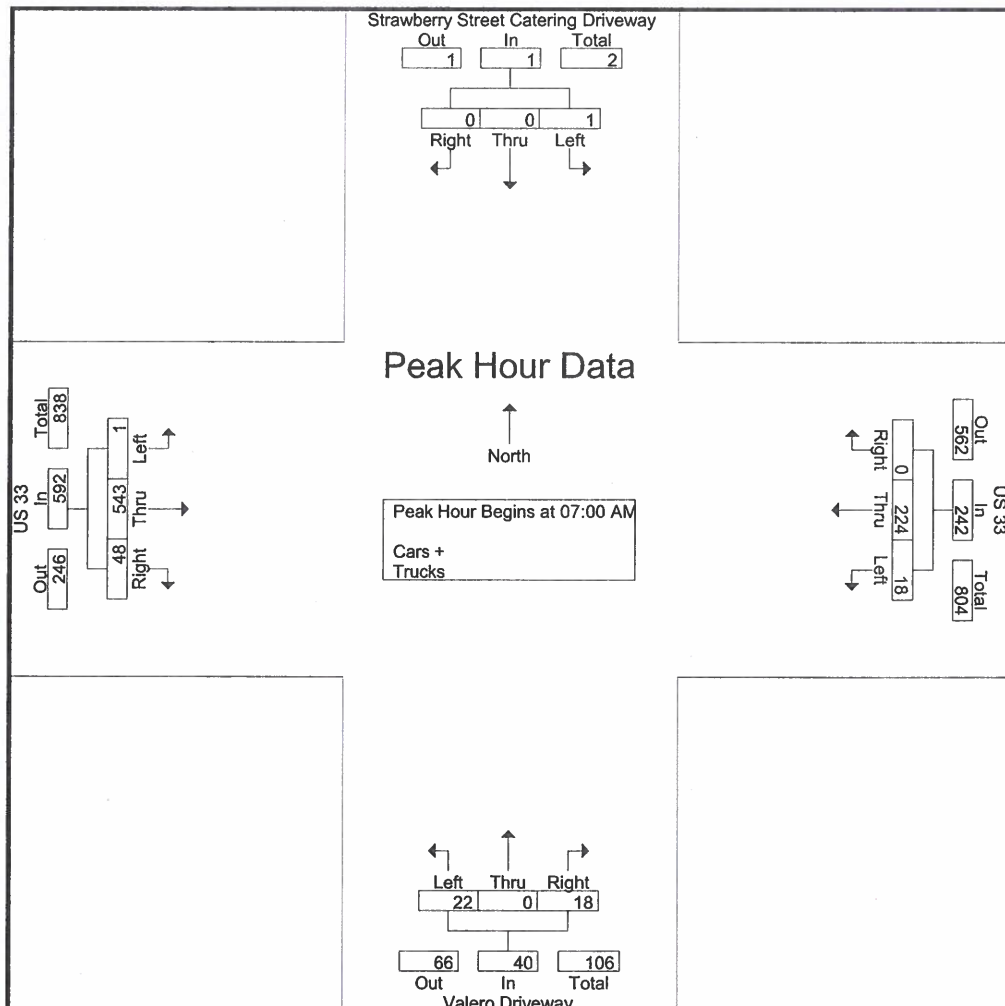 Strawberry Street Catering Driveway
Out In Total
1 1 2
0 0 1
Right Thru Left
Peak Hour Data
North
Peak Hour Begins at 07:00 AM
Cars +
Trucks
US 33
Out In Total
246 592 838
1 543 48
Left Thru Right
US 33
Out In Total
562 242 804
0 224 18
Right Thru Left
Left Thru Right
22 0 18
66 40 106
Out In Total
Valero Driveway